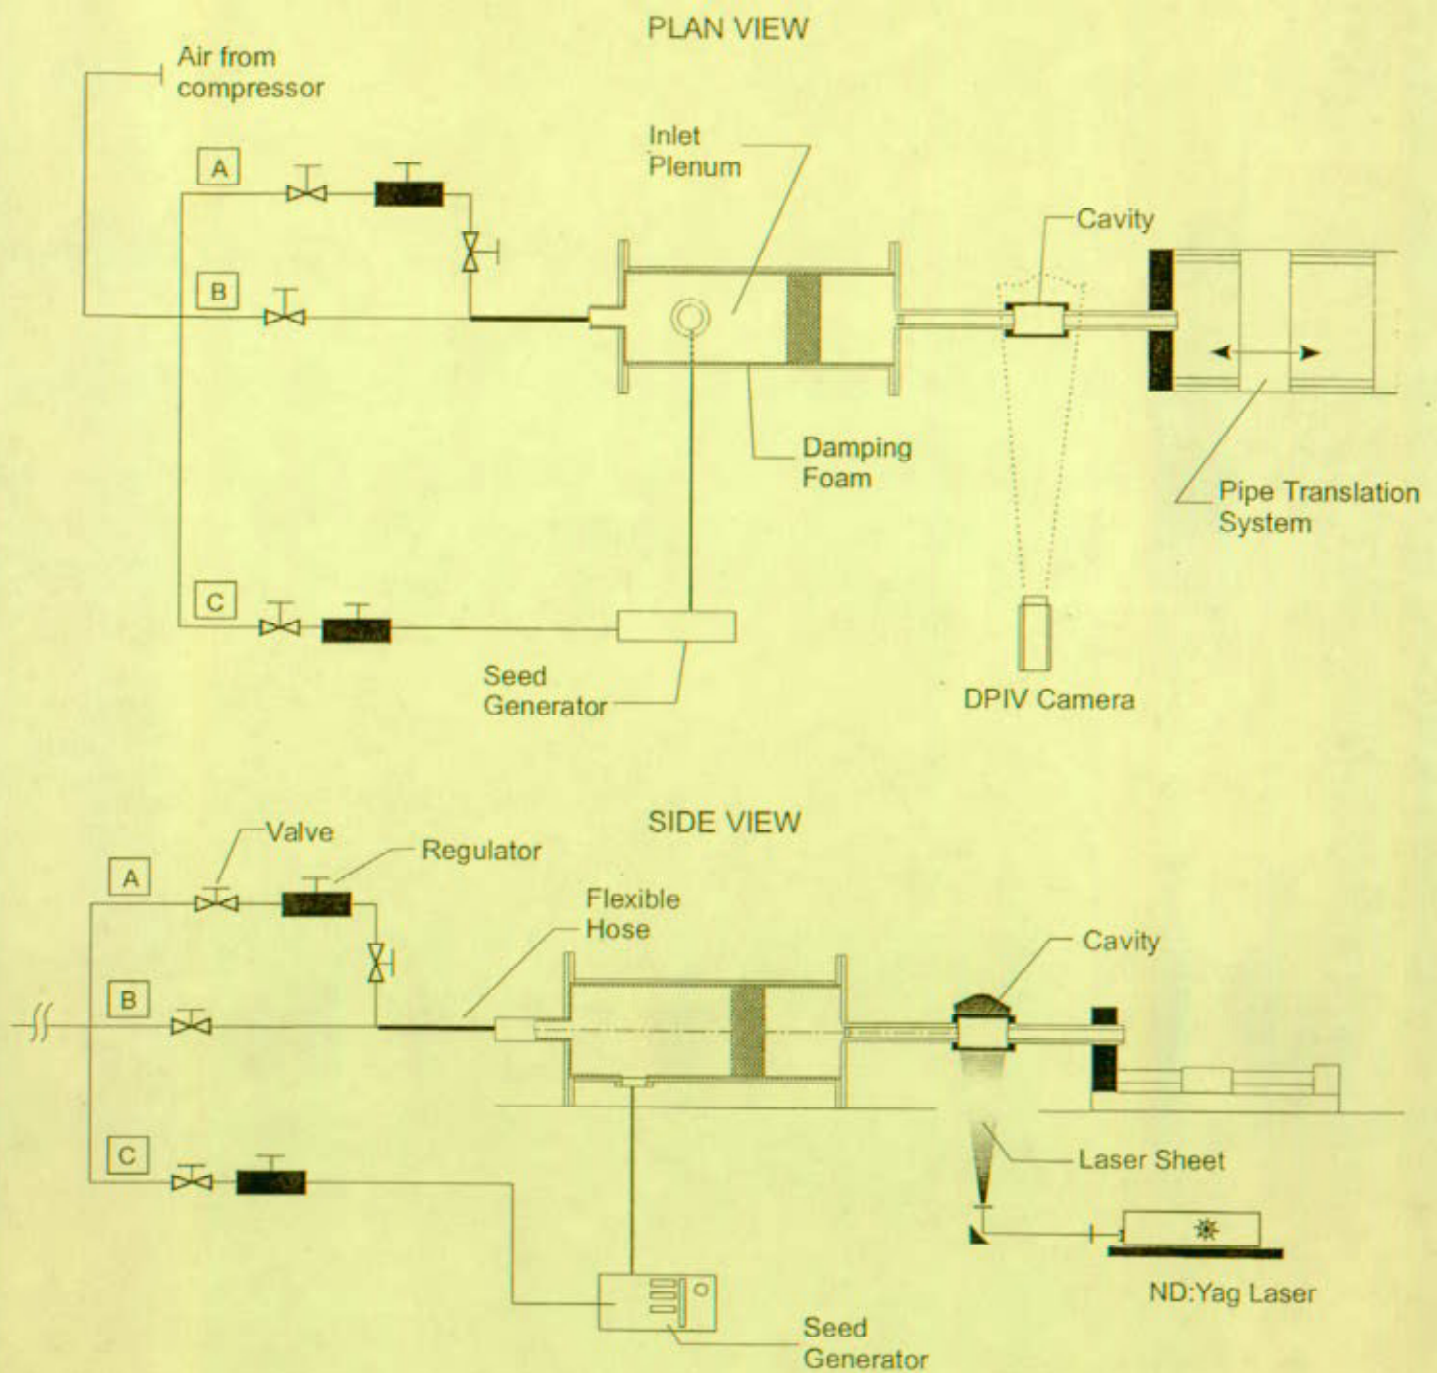 PLAN VIEW
Air from
compressor
A
Inlet
Plenum
Cavity
B
Damping
Foam
Pipe Translation
System
C
Seed
Generator
DPIV Camera
SIDE VIEW
Valve
Regulator
A
Flexible
Hose
Cavity
B
C
Laser Sheet
ND:Yag Laser
Seed
Generator